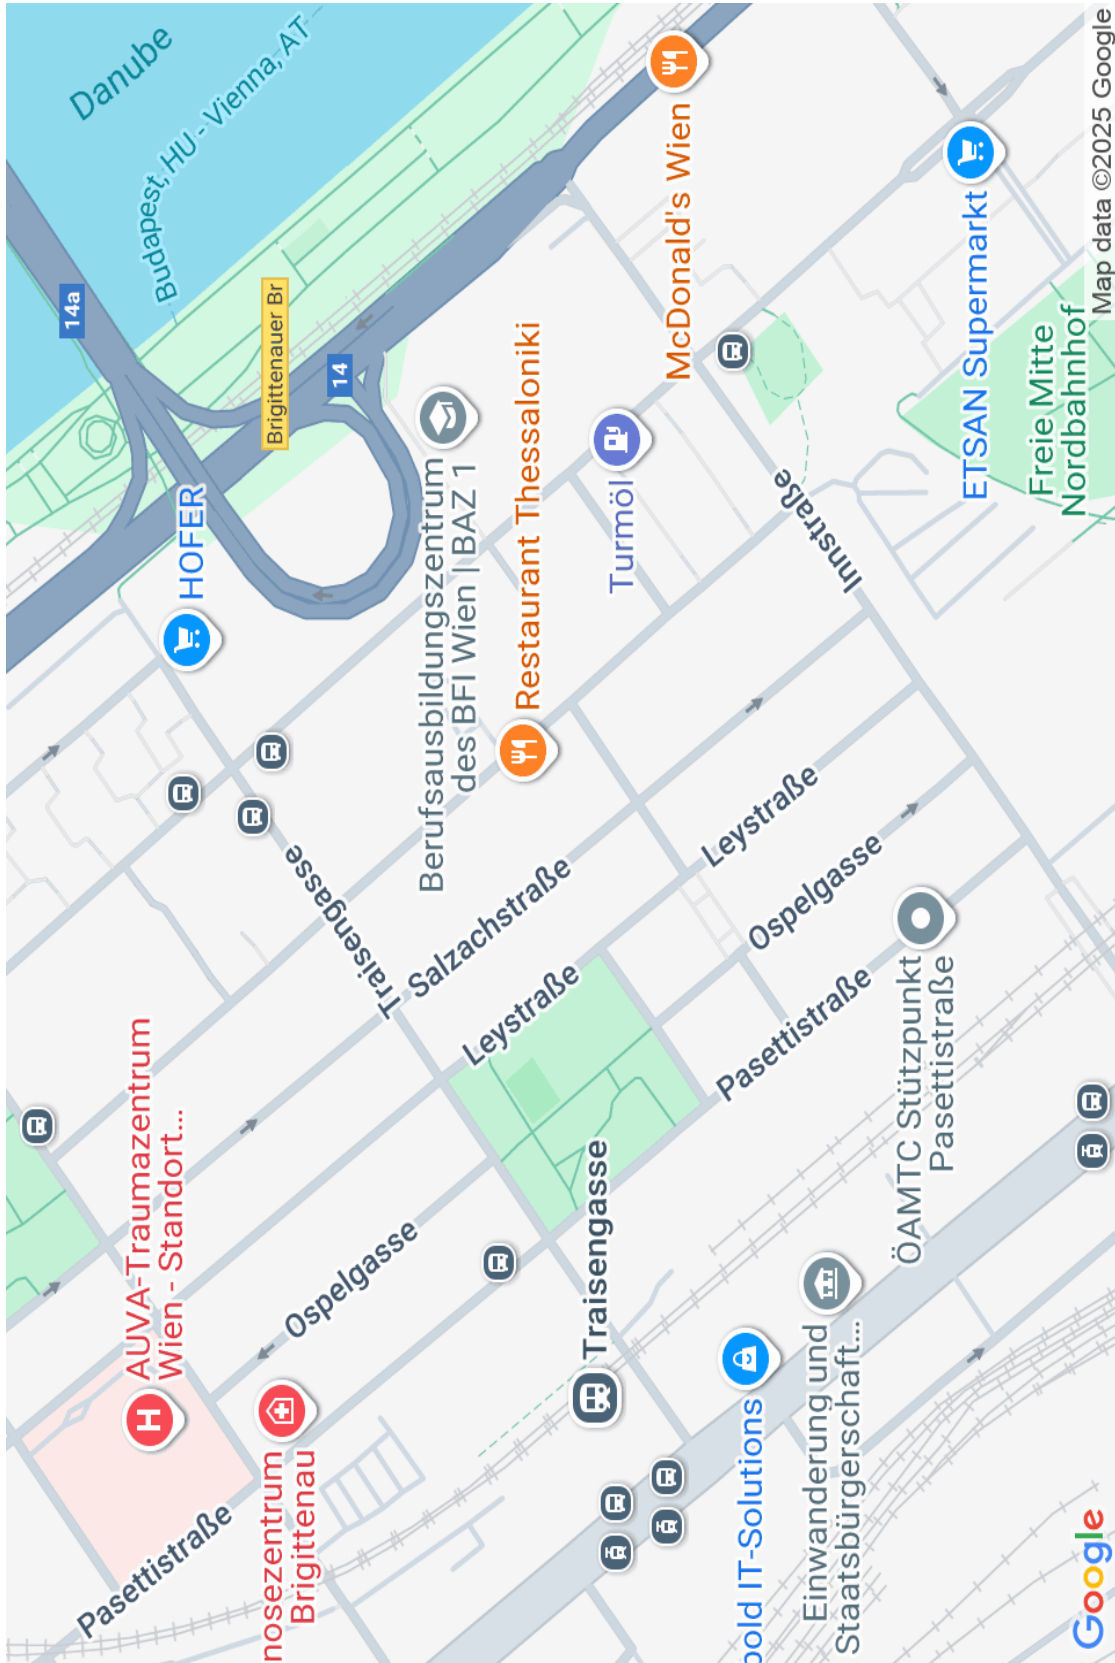 Danube
Budapest, HU - Vienna, AT
14a
Brigittenauer Br
14
HOFER
McDonald's Wien
ETSAN Supermarkt
Freie Mitte
Nordbahnhof
Restaurant Thessaloniki
Berufsausbildungszentrum
des BFI Wien | BAZ 1
Turmöl
Innstraße
Traisengasse
Traisengasse
Salzachstraße
Leystraße
Leystraße
Ospelgasse
Ospelgasse
Pasettistraße
Pasettistraße
AUVA-Traumazentrum
Wien - Standort...
H
nosezentrum
Brigittenau
ÖAMTC Stützpunkt
Pasettistraße
bold IT-Solutions
Einwanderung und
Staatsbürgerschaft...
Google
Map data ©2025 Google